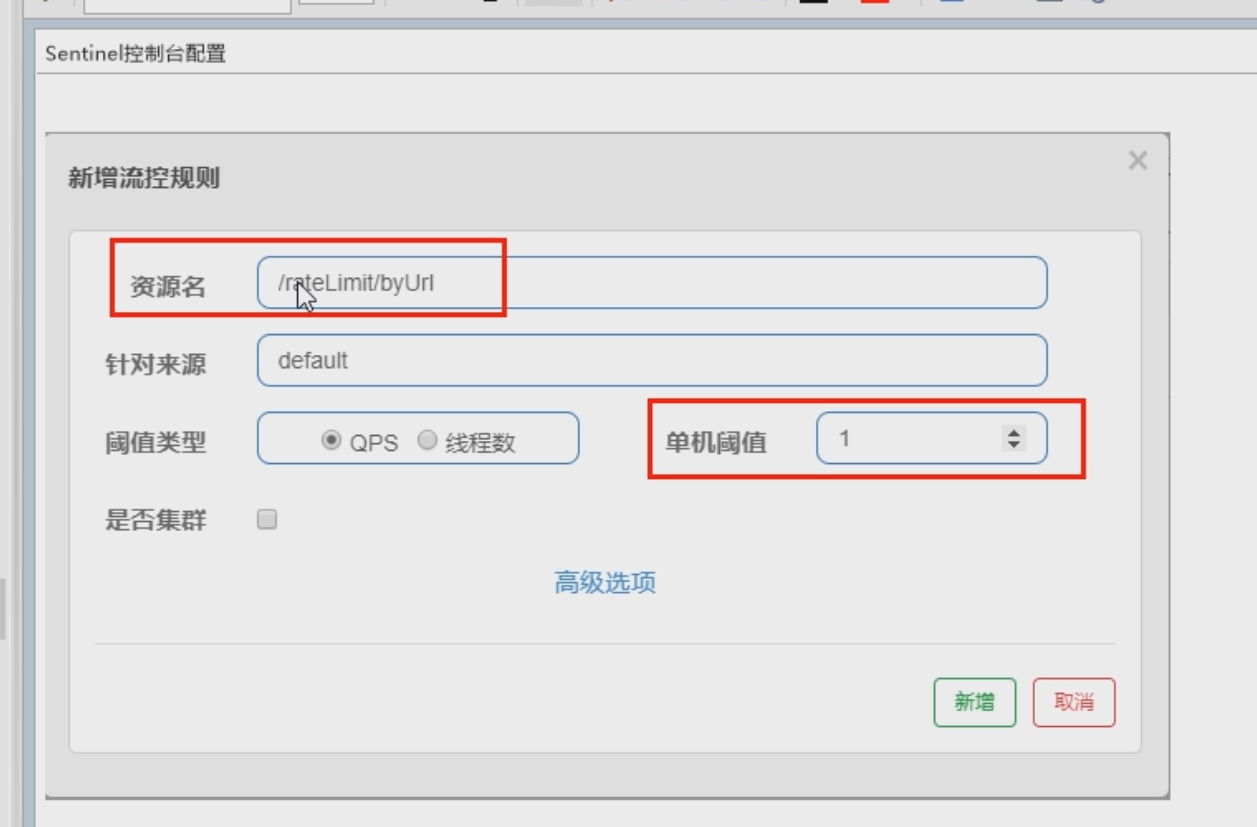 Sentinel控制台配置
新增流控规则 ×
资源名 /rateLimit/byUrl
针对来源 default
阈值类型 QPS 线程数 单机阈值 1
是否集群
高级选项
新增 取消